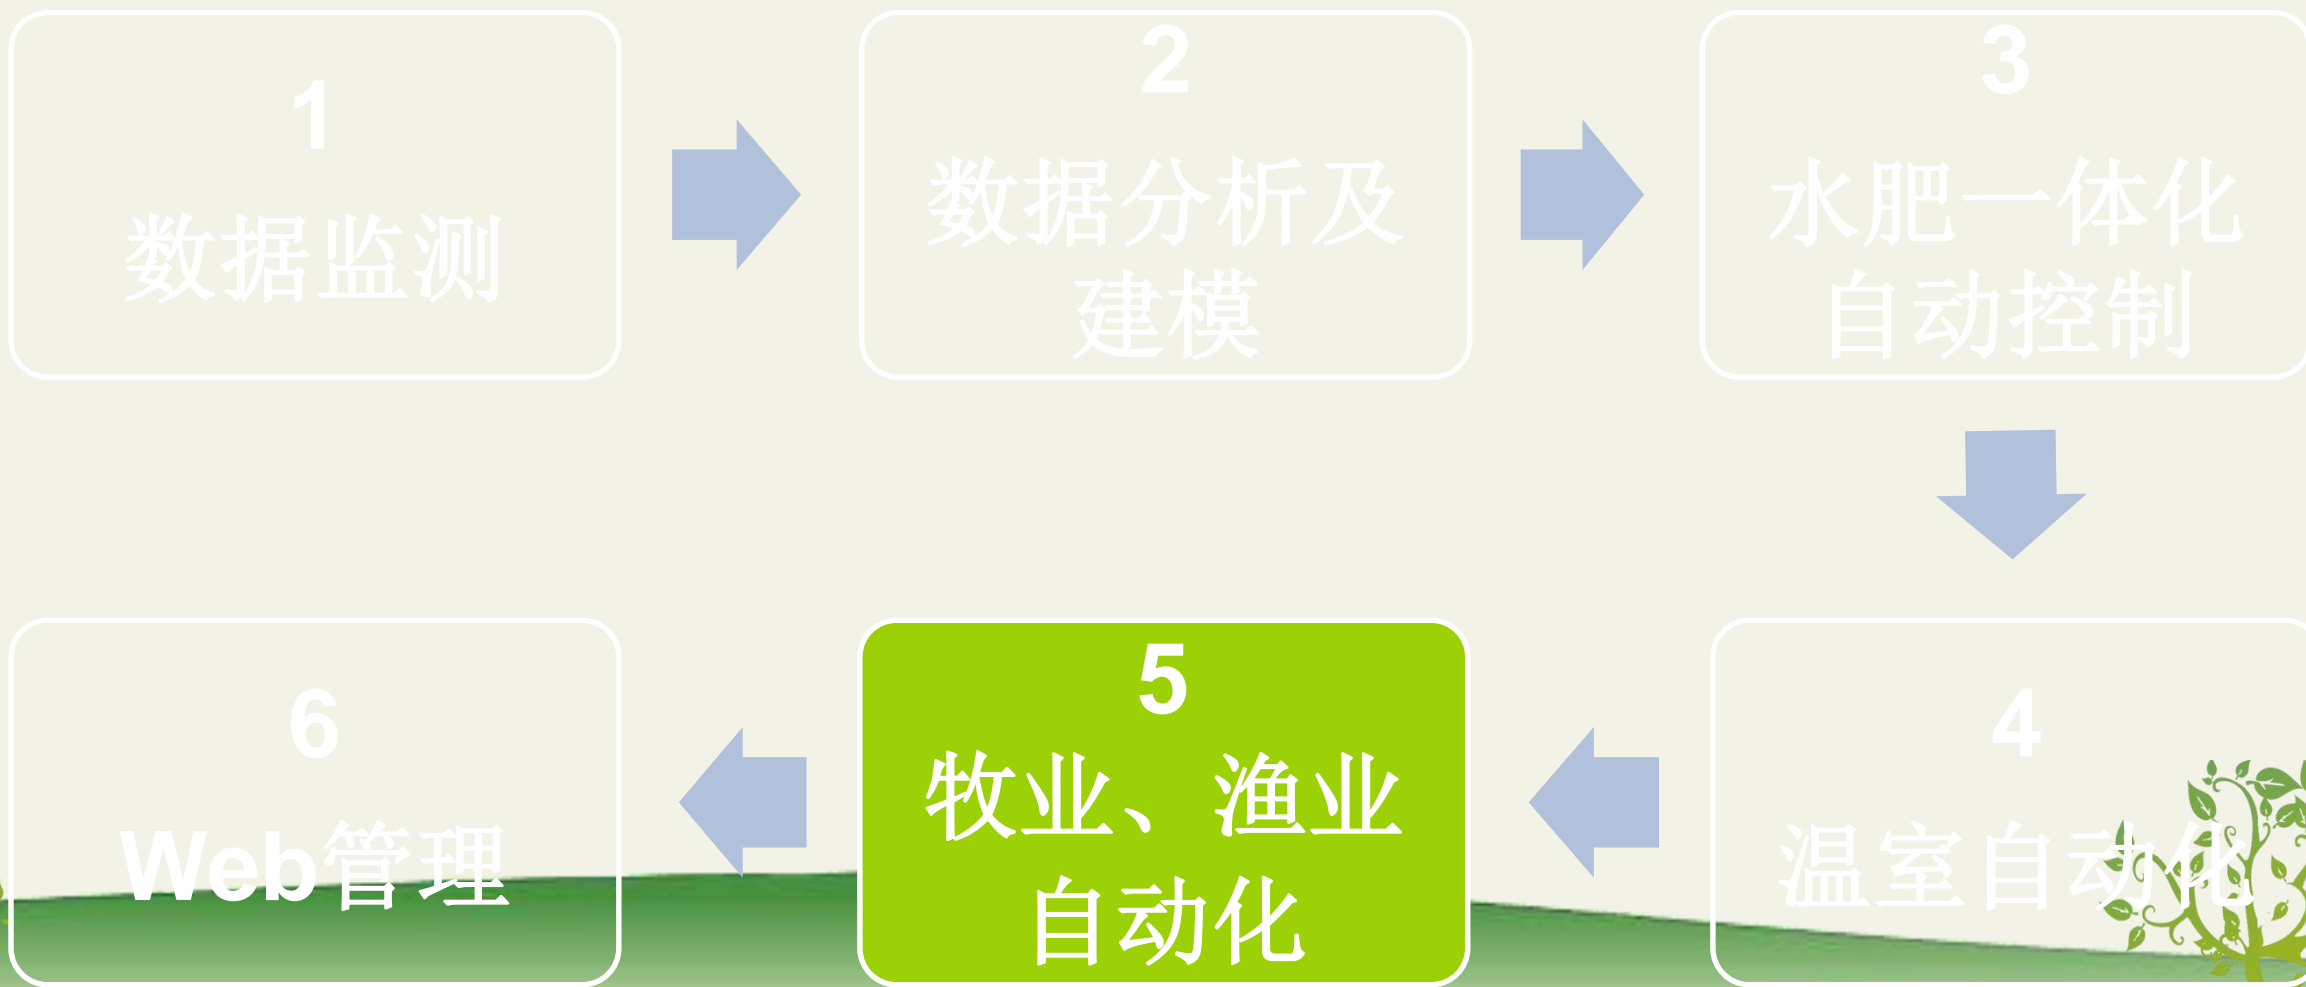 1
数据监测
2
数据分析及
建模
3
水肥一体化
自动控制
4
温室自动化
5
牧业、渔业
自动化
6
Web管理